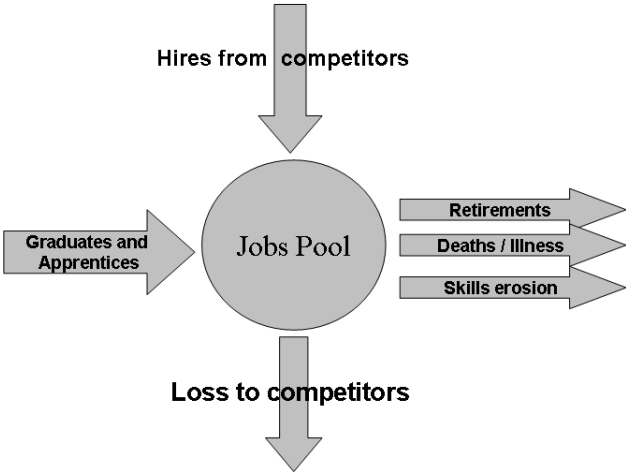 Hires from competitors
Graduates and
Apprentices
Jobs Pool
Retirements
Deaths / Illness
Skills erosion
Loss to competitors